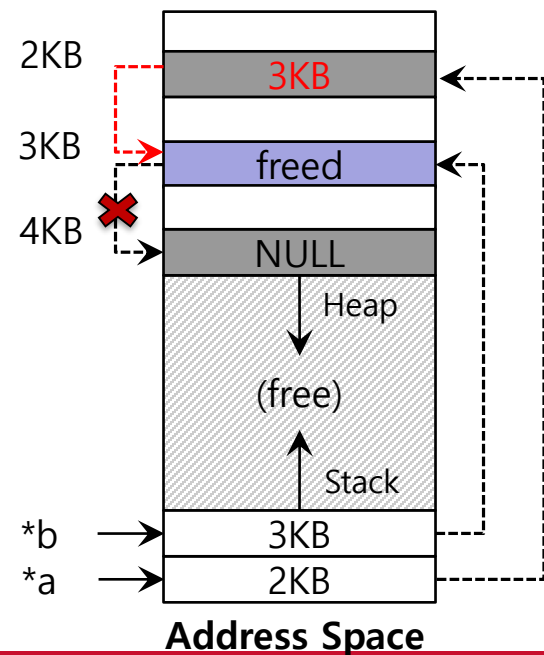 2KB
3KB
3KB
freed
4KB
NULL
Heap
(free)
Stack
*b
3KB
*a
2KB
Address Space